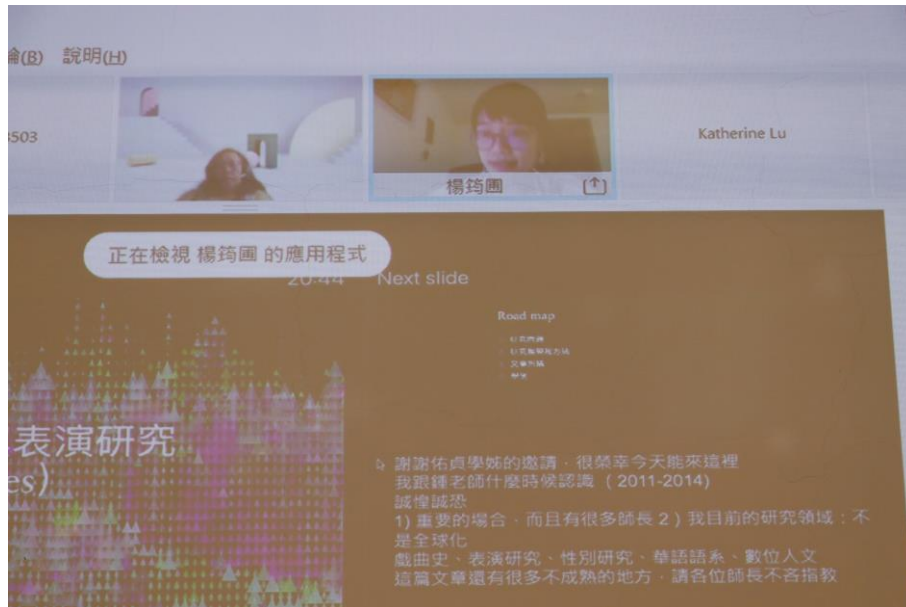 論(B) 說明(H)
3503
楊筠圃
Katherine Lu
正在檢視 楊筠圃 的應用程式
20:44
Next slide
Road map
表演研究
es)
謝謝佑貞學姊的邀請，很榮幸今天能來這裡
我跟鍾老師什麼時候認識 （2011-2014)
誠惶誠恐
1) 重要的場合，而且有很多師長 2）我目前的研究領域：不
是全球化
戲曲史、表演研究、性別研究、華語語系、數位人文
這篇文章還有很多不成熟的地方，請各位師長不吝指教